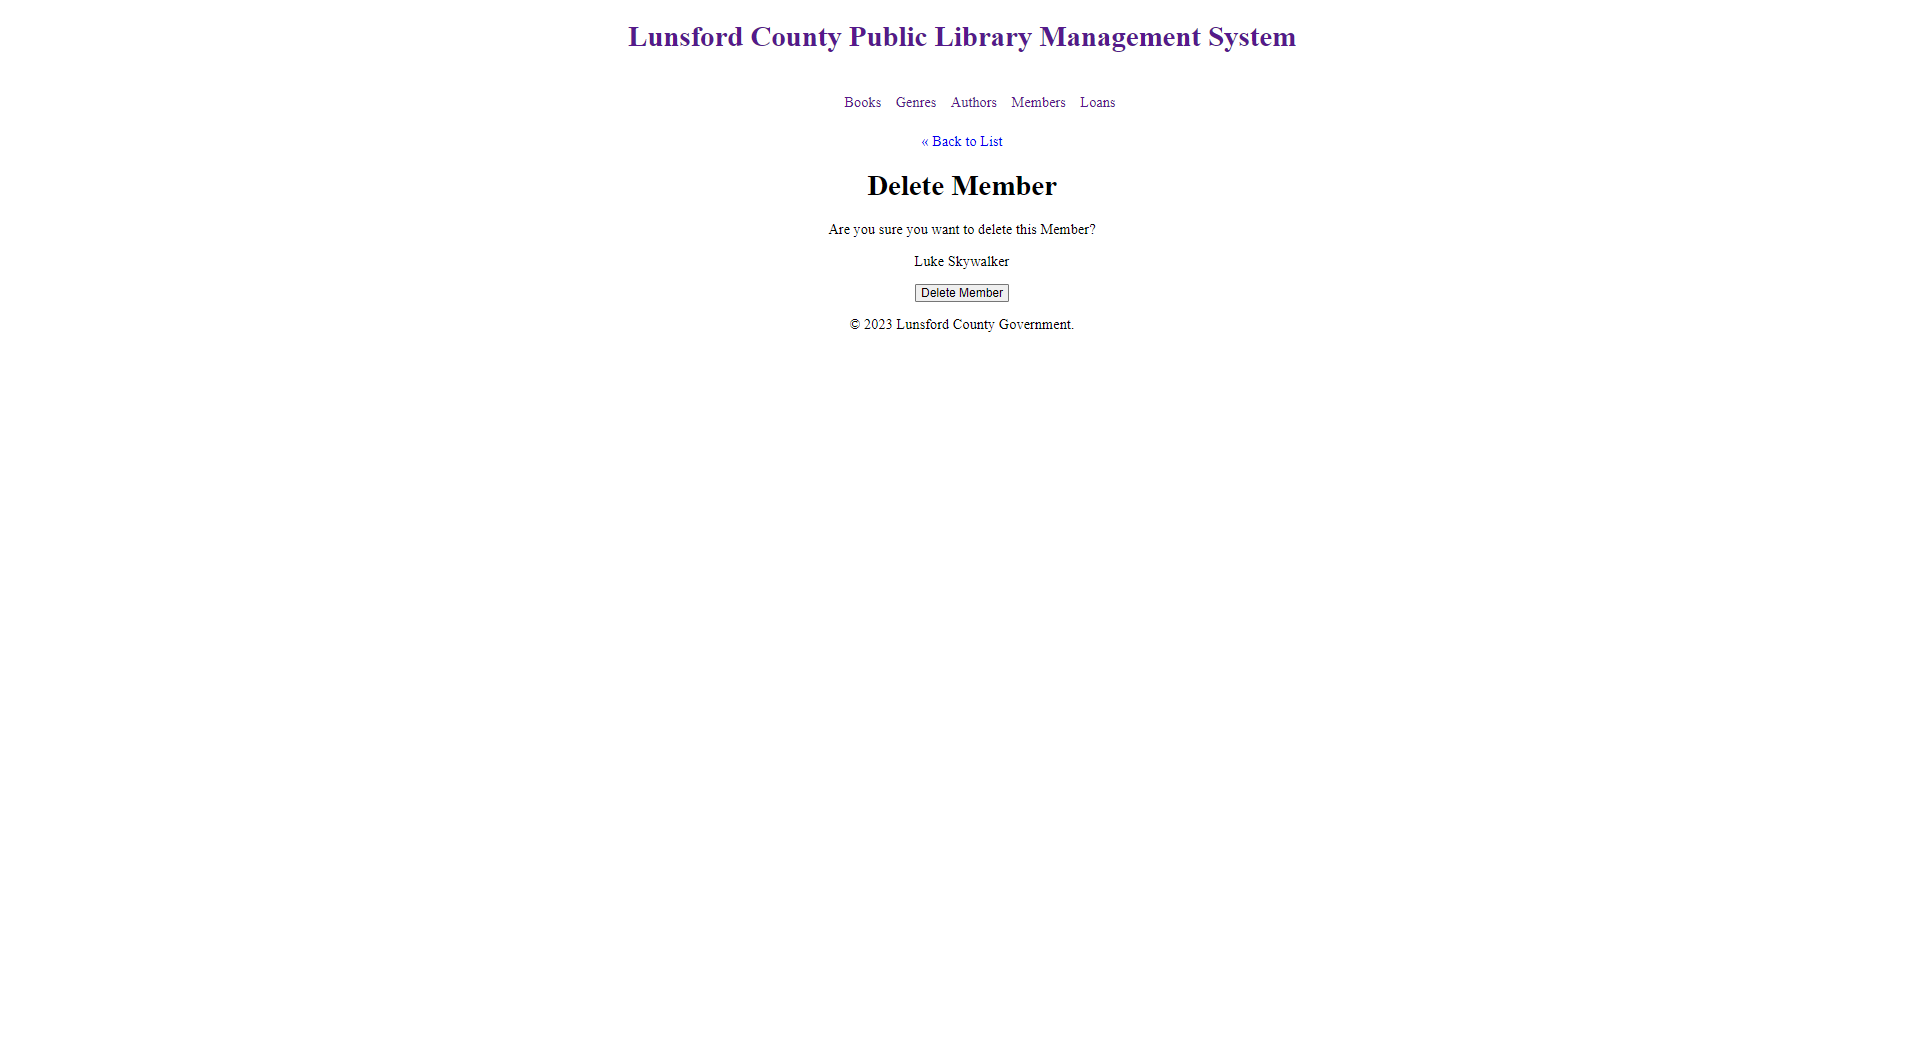 Lunsford County Public Library Management System
Books Genres Authors Members Loans
« Back to List
Delete Member
Are you sure you want to delete this Member?
Luke Skywalker
Delete Member
© 2023 Lunsford County Government.